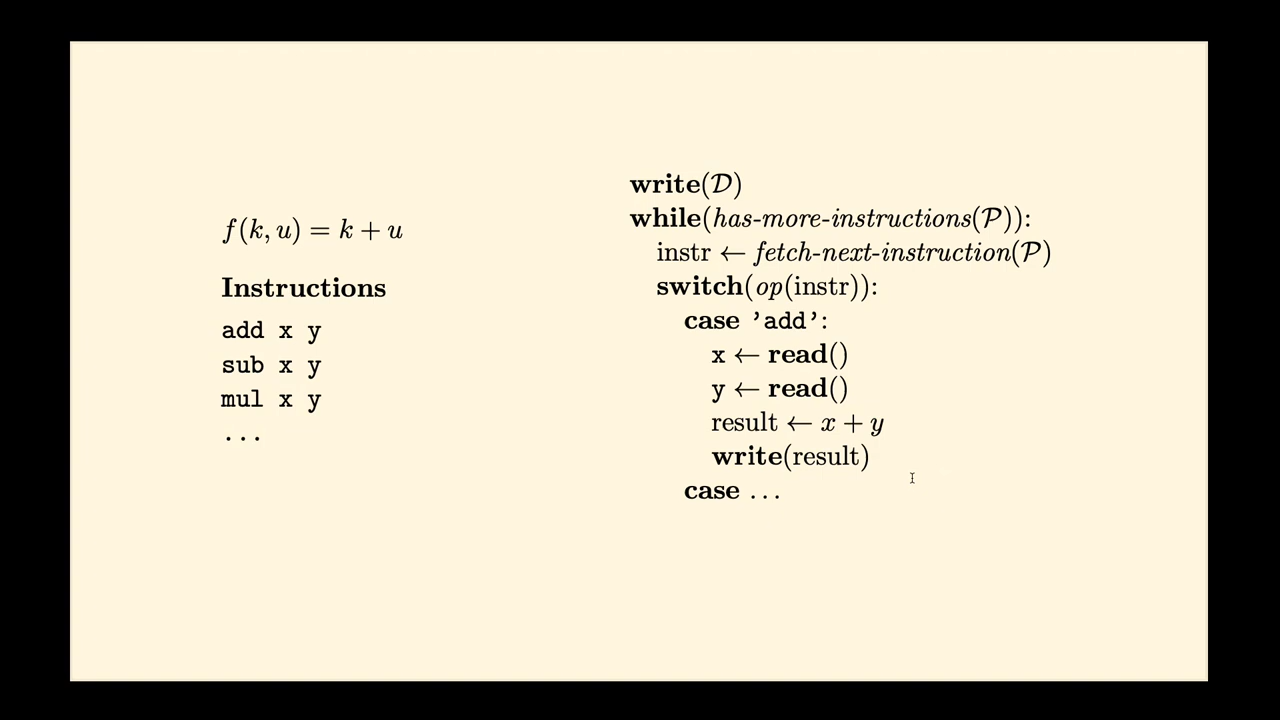 f(k, u) = k + u
Instructions
add x y
sub x y
mul x y
...
write(𝒟)
while(has-more-instructions(𝒫)):
instr ← fetch-next-instruction(𝒫)
switch(op(instr)):
case 'add':
x ← read()
y ← read()
result ← x + y
write(result)
case ...